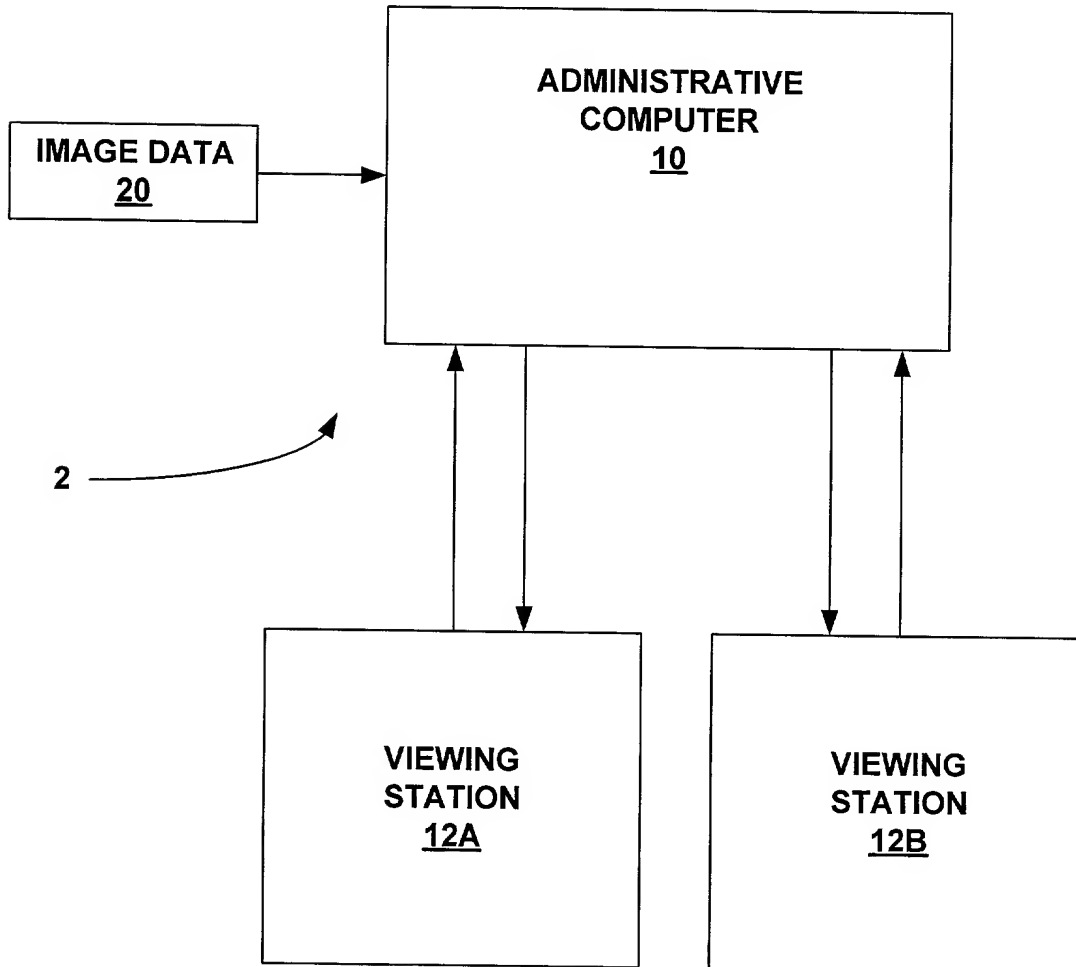 ADMINISTRATIVE
COMPUTER
10
IMAGE DATA
20
2
VIEWING
STATION
12A
VIEWING
STATION
12B